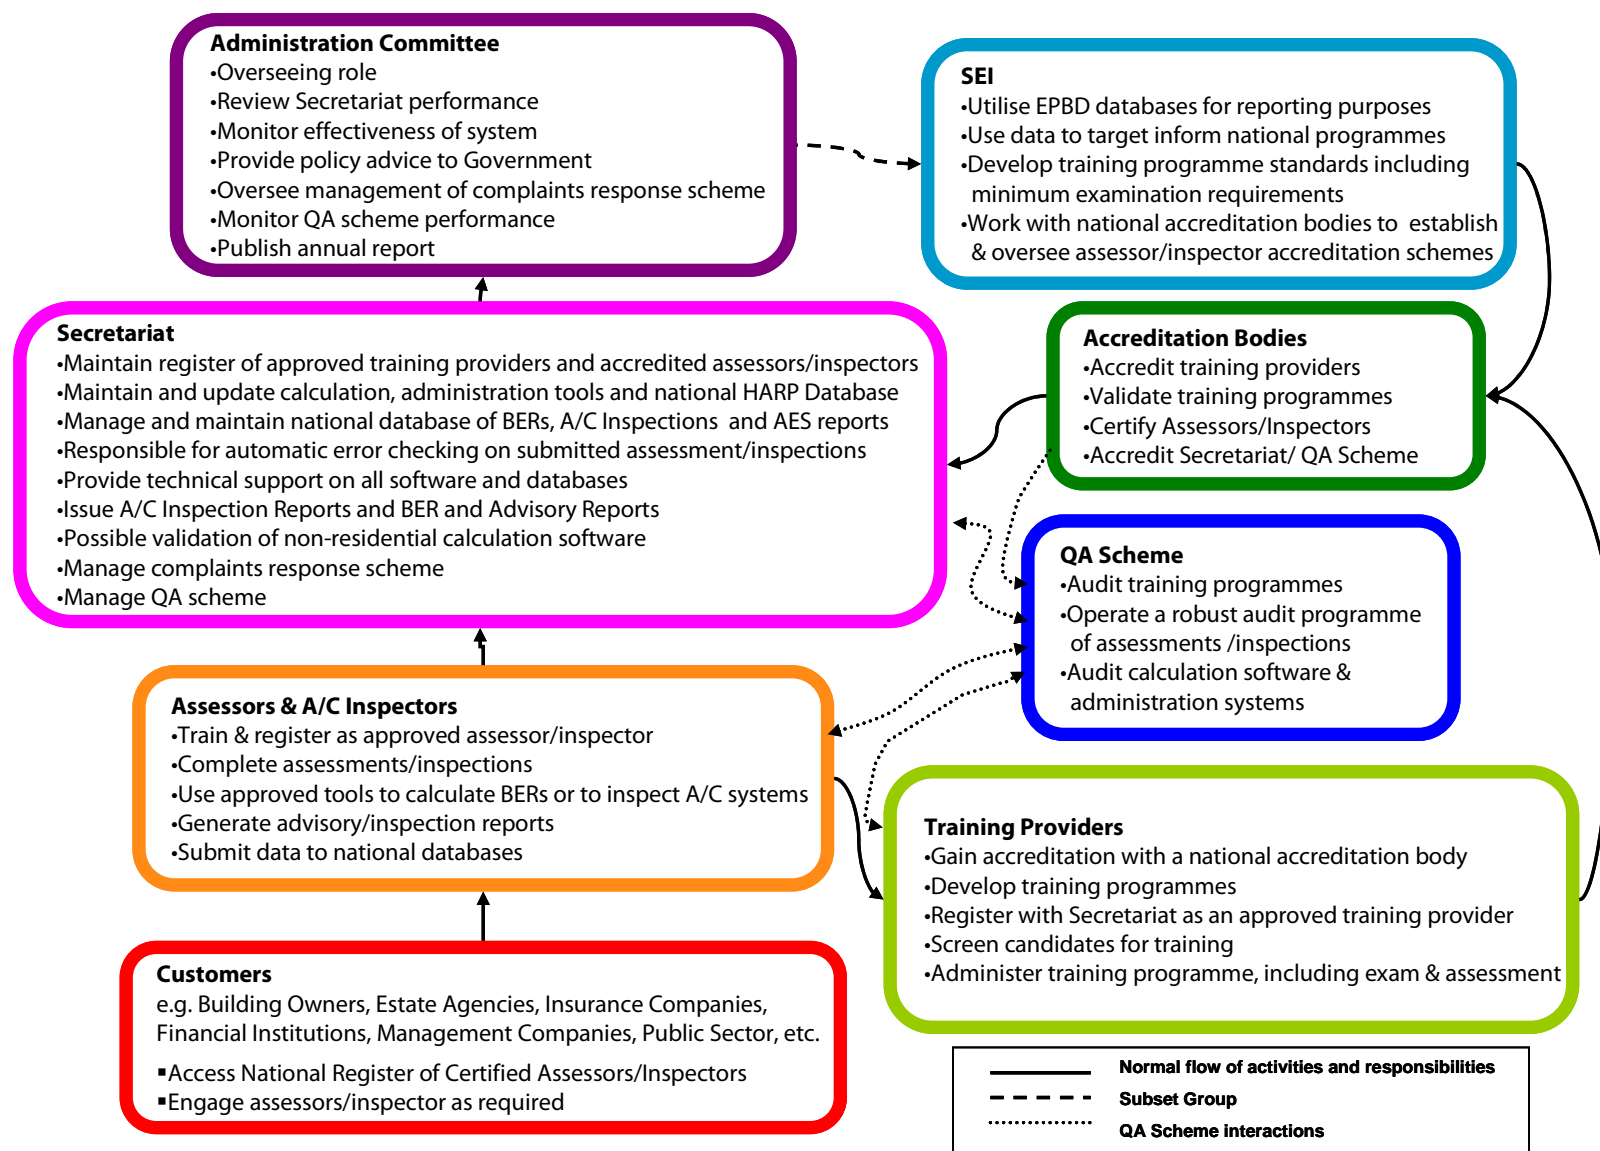 Administration Committee
•Overseeing role
•Review Secretariat performance
•Monitor effectiveness of system
•Provide policy advice to Government
•Oversee management of complaints response scheme
•Monitor QA scheme performance
•Publish annual report
SEI
•Utilise EPBD databases for reporting purposes
•Use data to target inform national programmes
•Develop training programme standards including
minimum examination requirements
•Work with national accreditation bodies to establish
& oversee assessor/inspector accreditation schemes
Secretariat
•Maintain register of approved training providers and accredited assessors/inspectors
•Maintain and update calculation, administration tools and national HARP Database
•Manage and maintain national database of BERs, A/C Inspections and AES reports
•Responsible for automatic error checking on submitted assessment/inspections
•Provide technical support on all software and databases
•Issue A/C Inspection Reports and BER and Advisory Reports
•Possible validation of non-residential calculation software
•Manage complaints response scheme
•Manage QA scheme
Accreditation Bodies
•Accredit training providers
•Validate training programmes
•Certify Assessors/Inspectors
•Accredit Secretariat/ QA Scheme
QA Scheme
•Audit training programmes
•Operate a robust audit programme
of assessments /inspections
•Audit calculation software &
administration systems
Assessors & A/C Inspectors
•Train & register as approved assessor/inspector
•Complete assessments/inspections
•Use approved tools to calculate BERs or to inspect A/C systems
•Generate advisory/inspection reports
•Submit data to national databases
Training Providers
•Gain accreditation with a national accreditation body
•Develop training programmes
•Register with Secretariat as an approved training provider
•Screen candidates for training
•Administer training programme, including exam & assessment
Customers
e.g. Building Owners, Estate Agencies, Insurance Companies,
Financial Institutions, Management Companies, Public Sector, etc.
▪Access National Register of Certified Assessors/Inspectors
▪Engage assessors/inspector as required
Normal flow of activities and responsibilities
Subset Group
QA Scheme interactions